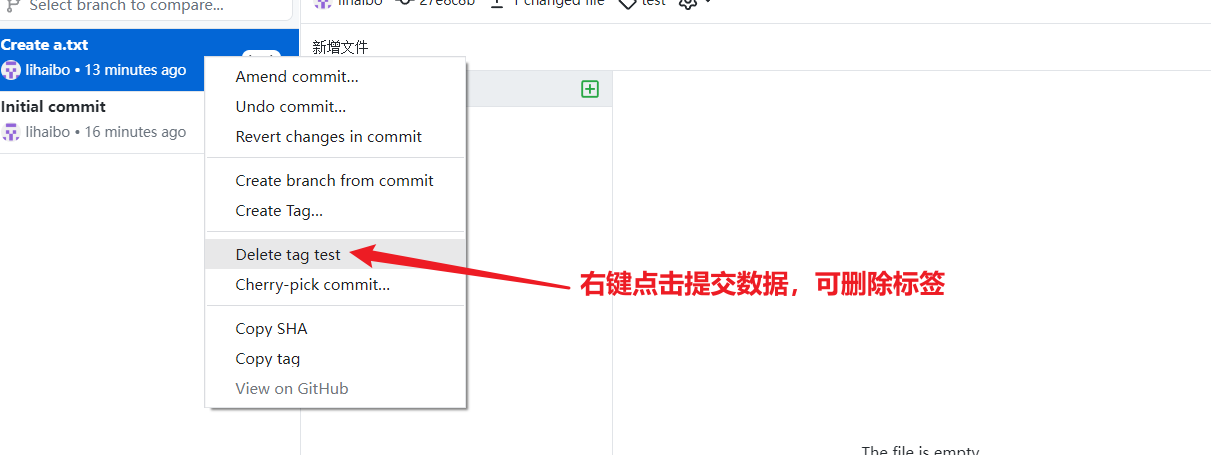 Select branch to compare...
lihaibo
27e8c8b
1 changed file
test
Create a.txt
lihaibo • 13 minutes ago
新增文件
Initial commit
lihaibo • 16 minutes ago
Amend commit...
Undo commit...
Revert changes in commit
Create branch from commit
Create Tag...
Delete tag test
Cherry-pick commit...
Copy SHA
Copy tag
View on GitHub
右键点击提交数据，可删除标签
The file is empty